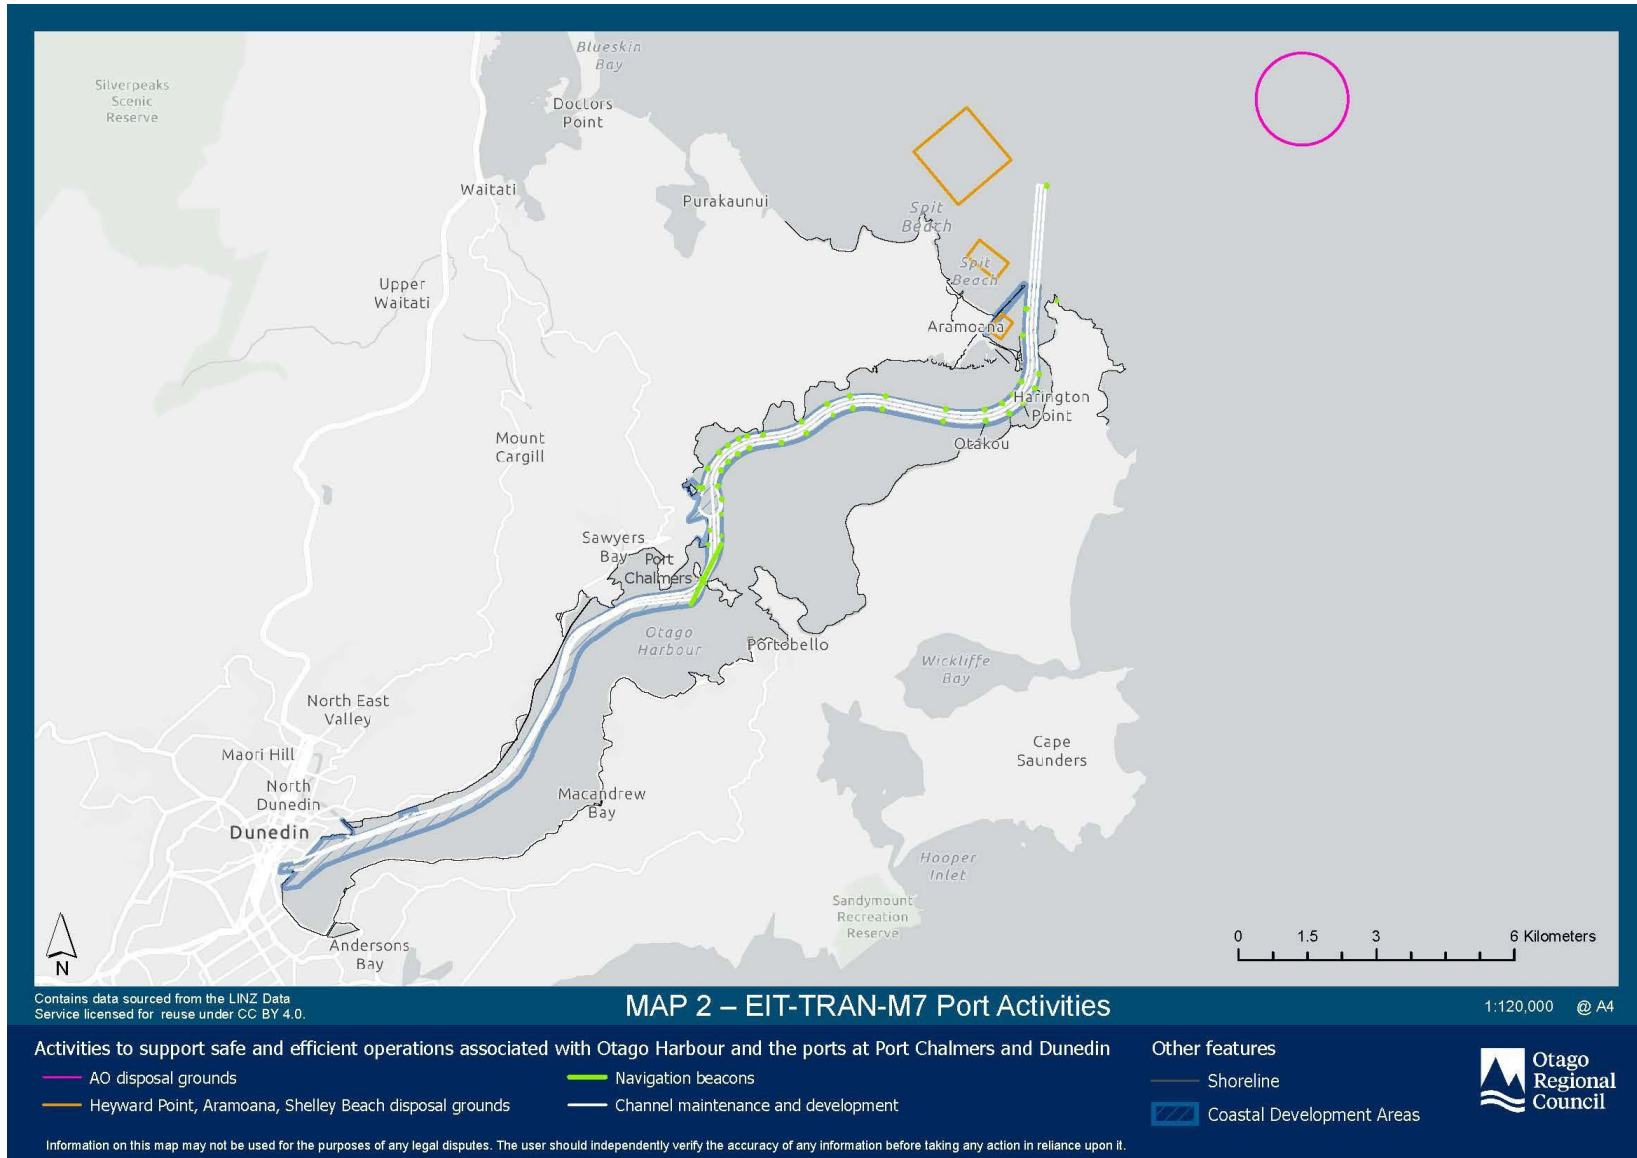 Blueskin
Bay
Silverpeaks
Scenic
Reserve
Doctors
Point
Waitati
Purakaunui
Spit
Beach
Spit
Beach
Upper
Waitati
Aramoana
Harington
Point
Otakou
Mount
Cargill
Sawyers
Bay
Port
Chalmers
Otago
Harbour
Portobello
Wickliffe
Bay
North East
Valley
Cape
Saunders
Maori Hill
North
Dunedin
Macandrew
Bay
Dunedin
Hooper
Inlet
Sandymount
Recreation
Reserve
Andersons
Bay
N
0 1.5 3 6 Kilometers
Contains data sourced from the LINZ Data
Service licensed for reuse under CC BY 4.0.
MAP 2 – EIT-TRAN-M7 Port Activities
1:120,000 @ A4
Activities to support safe and efficient operations associated with Otago Harbour and the ports at Port Chalmers and Dunedin
AO disposal grounds
Heyward Point, Aramoana, Shelley Beach disposal grounds
Navigation beacons
Channel maintenance and development
Other features
Shoreline
Coastal Development Areas
Otago
Regional
Council
Information on this map may not be used for the purposes of any legal disputes. The user should independently verify the accuracy of any information before taking any action in reliance upon it.